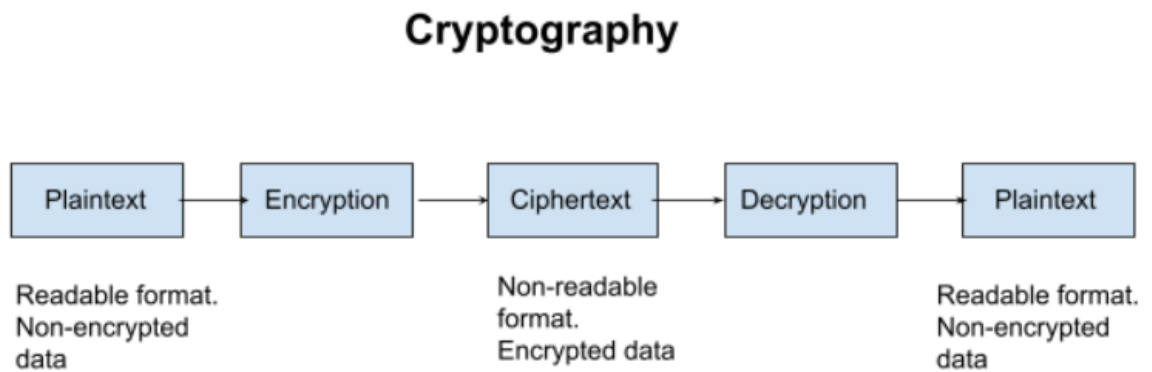 Cryptography
Plaintext
Encryption
Ciphertext
Decryption
Plaintext
Readable format.
Non-encrypted
data
Non-readable
format.
Encrypted data
Readable format.
Non-encrypted
data